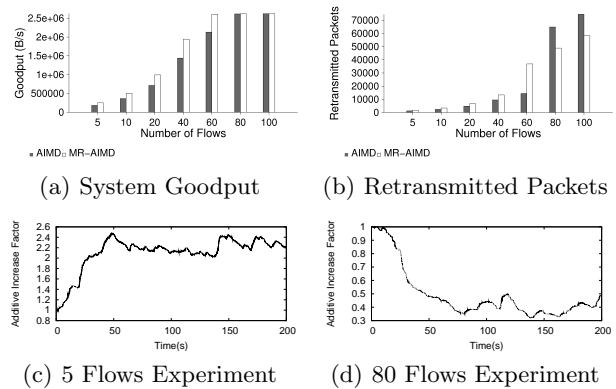 Goodput (B/s)
2.5e+06
2e+06
1.5e+06
1e+06
500000
0
5 10 20 40 60 80 100
Number of Flows
AIMD MR−AIMD
(a) System Goodput
Retransmitted Packets
70000
60000
50000
40000
30000
20000
10000
0
5 10 20 40 60 80 100
Number of Flows
AIMD MR−AIMD
(b) Retransmitted Packets
Additive Increase Factor
2.6
2.4
2.2
2
1.8
1.6
1.4
1.2
1
0.8
0 50 100 150 200
Time(s)
(c) 5 Flows Experiment
Additive Increase Factor
1
0.9
0.8
0.7
0.6
0.5
0.4
0.3
0 50 100 150 200
Time(s)
(d) 80 Flows Experiment